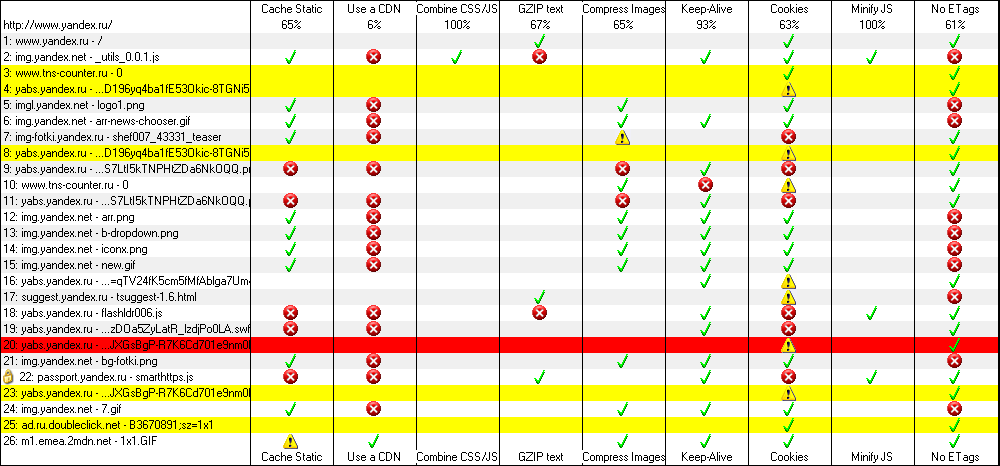 Cache Static Use a CDN Combine CSS/JS GZIP text Compress Images Keep-Alive Cookies Minify JS No ETags
http://www.yandex.ru/ 65% 6% 100% 67% 65% 93% 63% 100% 61%
1: www.yandex.ru - /
2: img.yandex.net - _utils_0.0.1.js
3: www.tns-counter.ru - 0
4: yabs.yandex.ru - ...D196yq4ba1fE53Okic-8TGNi5
5: imgl.yandex.net - logo1.png
6: img.yandex.net - arr-news-chooser.gif
7: img-fotki.yandex.ru - shef007_43331_teaser
8: yabs.yandex.ru - ...D196yq4ba1fE53Okic-8TGNi5
9: yabs.yandex.ru - ...S7LtI5kTNPHtZDa6NkOQQ.p
10: www.tns-counter.ru - 0
11: yabs.yandex.ru - ...S7LtI5kTNPHtZDa6NkOQQ.p
12: img.yandex.net - arr.png
13: img.yandex.net - b-dropdown.png
14: img.yandex.net - iconx.png
15: img.yandex.net - new.gif
16: yabs.yandex.ru - ...=qTV24fK5cm5fMfAblga7Um
17: suggest.yandex.ru - tsuggest-1.6.html
18: yabs.yandex.ru - flashldr006.js
19: yabs.yandex.ru - ...zDOa5ZyLatR_IzdjPo0LA.swf
20: yabs.yandex.ru - ...JXGsBgP-R7K6Cd701e9nm0
21: img.yandex.net - bg-fotki.png
22: passport.yandex.ru - smarthttps.js
23: yabs.yandex.ru - ...JXGsBgP-R7K6Cd701e9nm0
24: img.yandex.net - 7.gif
25: ad.ru.doubleclick.net - B3670891;sz=1x1
26: m1.emea.2mdn.net - 1x1.GIF
Cache Static Use a CDN Combine CSS/JS GZIP text Compress Images Keep-Alive Cookies Minify JS No ETags